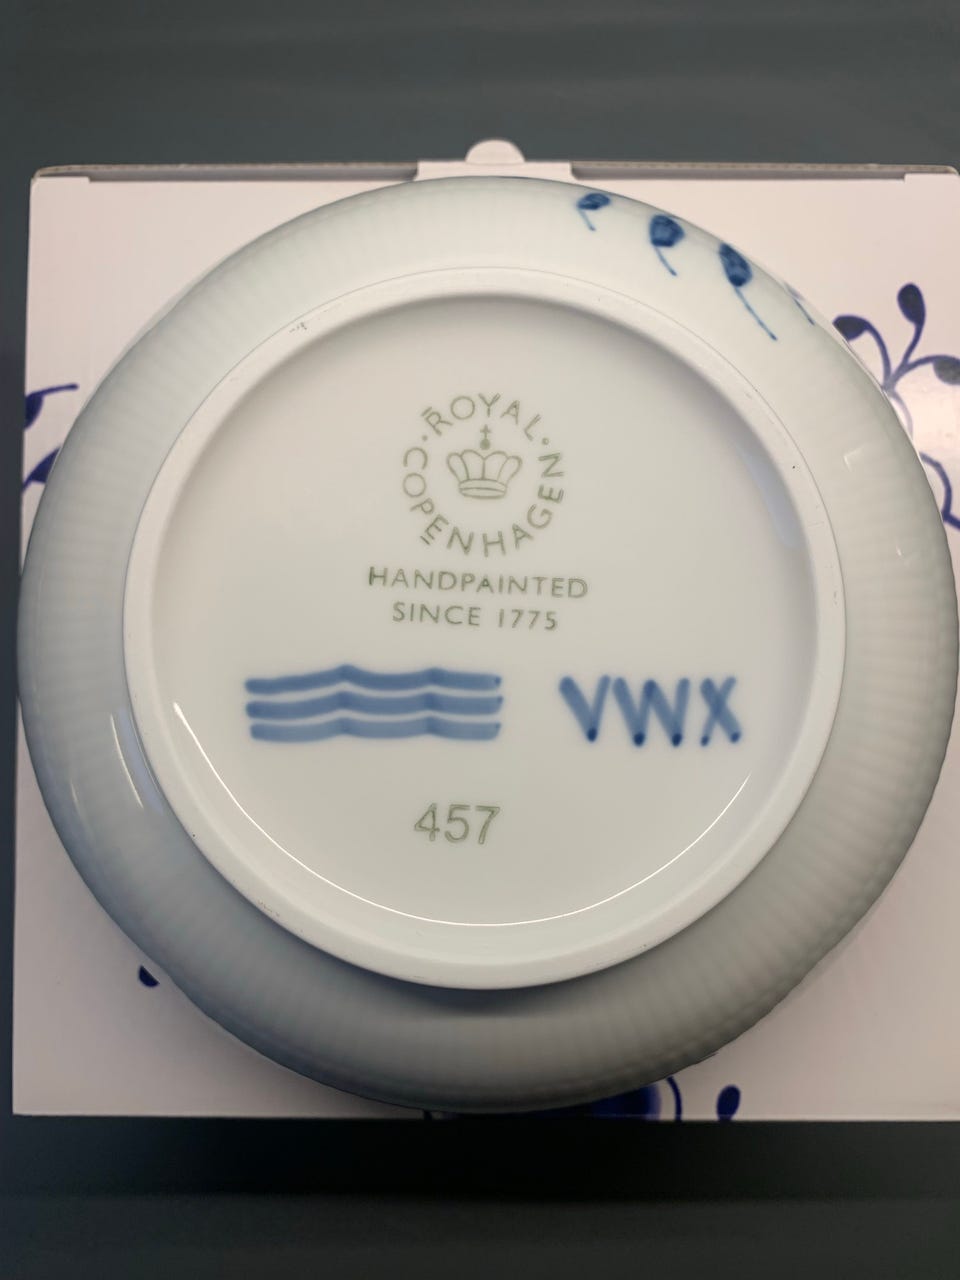 ROYAL
COPENHAGEN
HANDPAINTED
SINCE 1775
VWX
457